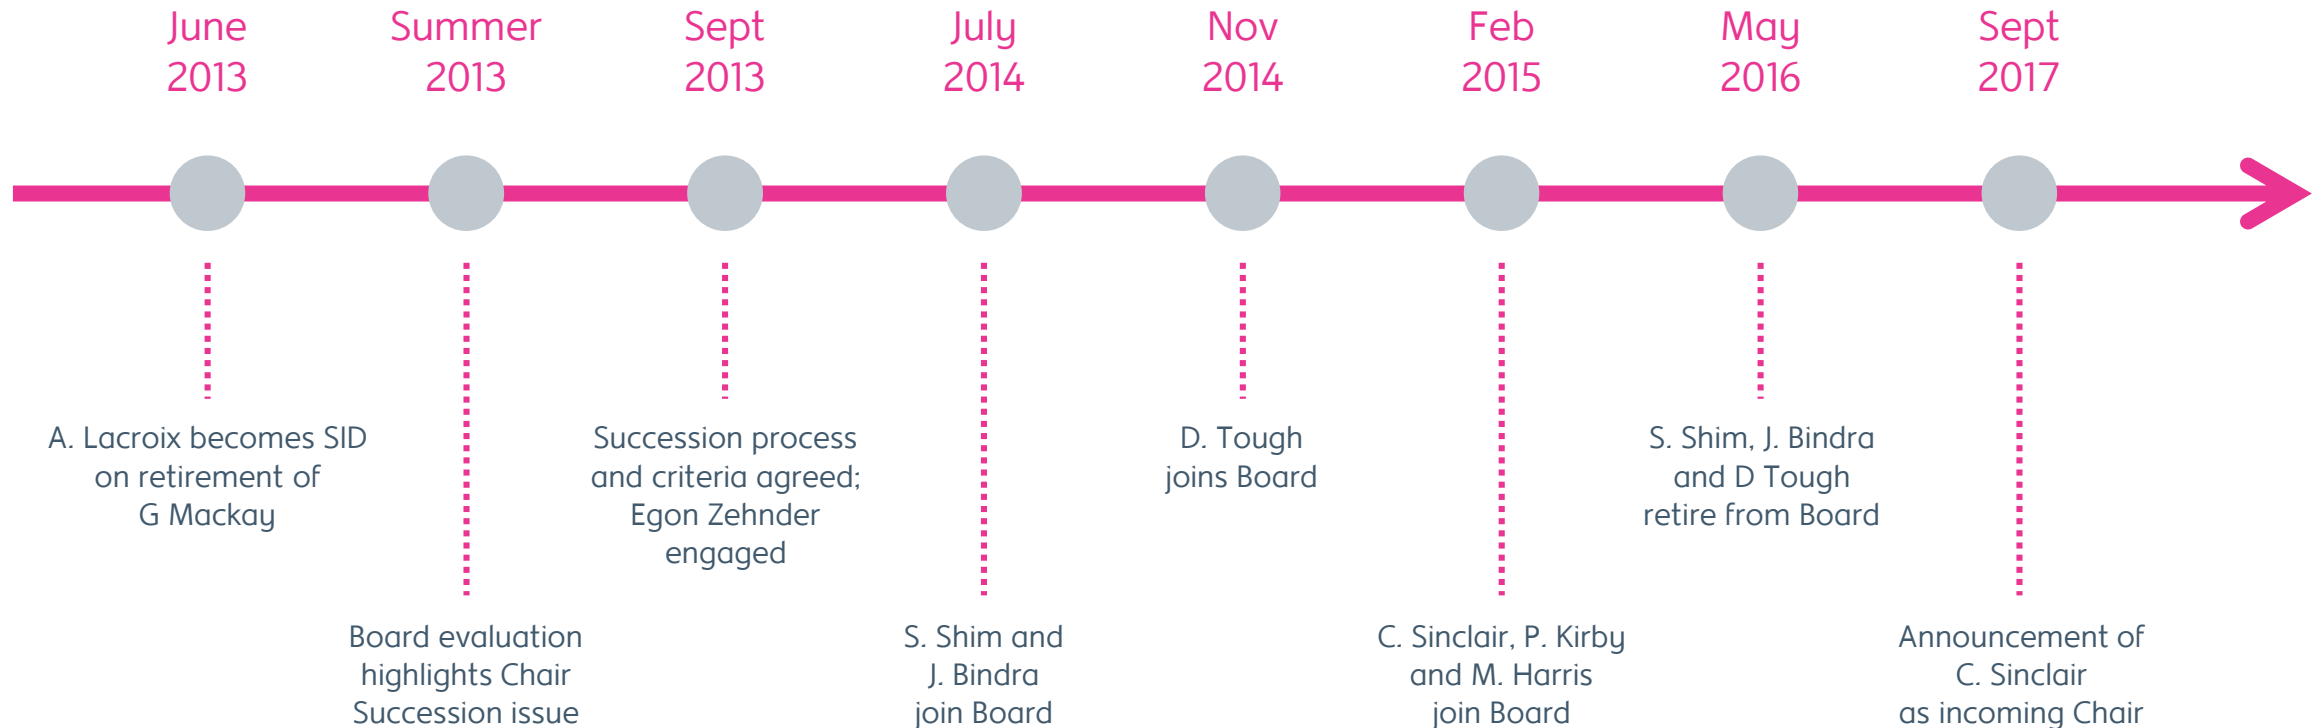 June
2013
Summer
2013
Sept
2013
July
2014
Nov
2014
Feb
2015
May
2016
Sept
2017
A. Lacroix becomes SID
on retirement of
G Mackay
Board evaluation
highlights Chair
Succession issue
Succession process
and criteria agreed;
Egon Zehnder
engaged
S. Shim and
J. Bindra
join Board
D. Tough
joins Board
C. Sinclair, P. Kirby
and M. Harris
join Board
S. Shim, J. Bindra
and D Tough
retire from Board
Announcement of
C. Sinclair
as incoming Chair